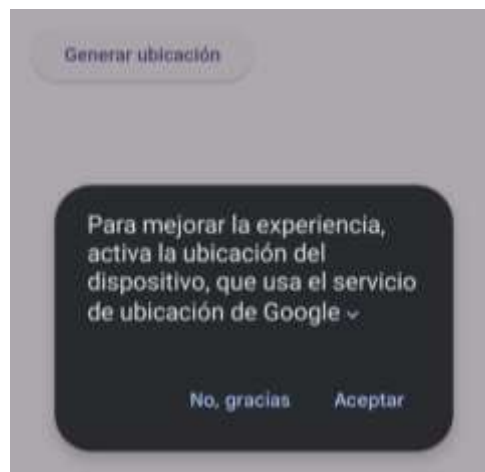 Generar ubicación
Para mejorar la experiencia,
activa la ubicación del
dispositivo, que usa el servicio
de ubicación de Google
No, gracias
Aceptar